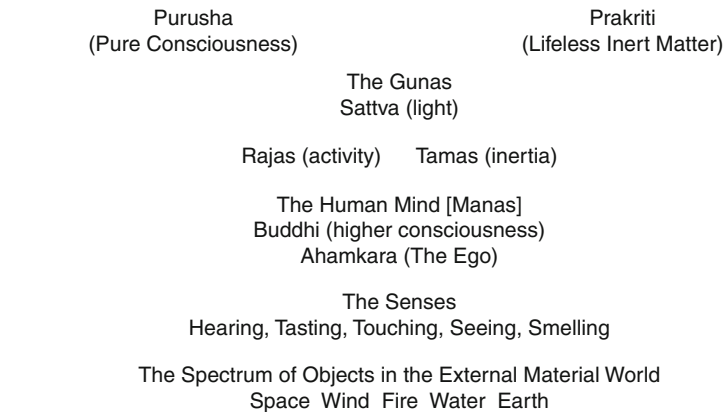 Purusha Prakriti
(Pure Consciousness) (Lifeless Inert Matter)
The Gunas
Sattva (light)
Rajas (activity) Tamas (inertia)
The Human Mind [Manas]
Buddhi (higher consciousness)
Ahamkara (The Ego)
The Senses
Hearing, Tasting, Touching, Seeing, Smelling
The Spectrum of Objects in the External Material World
Space Wind Fire Water Earth